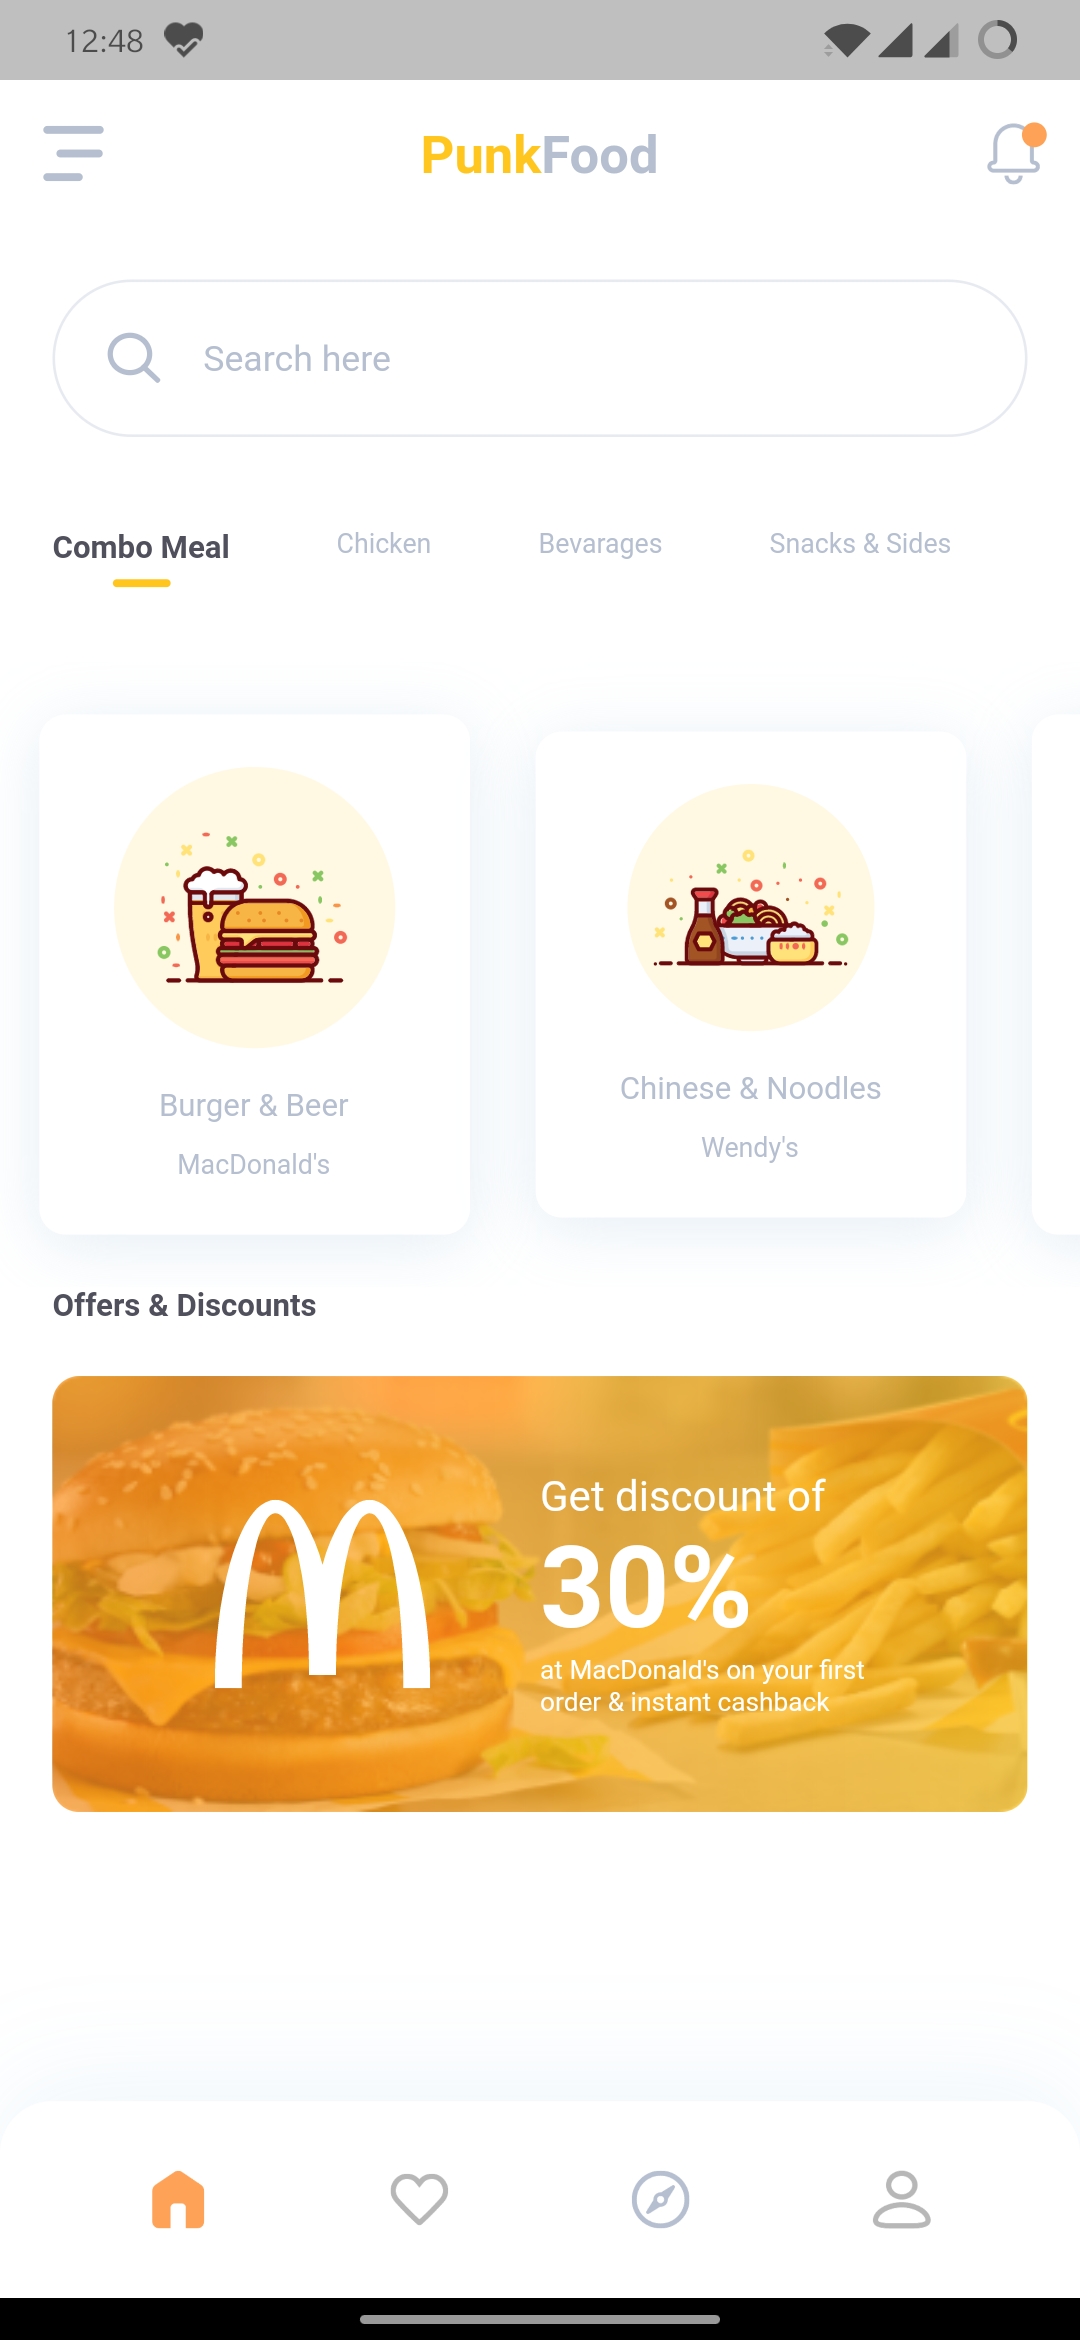 12:48
PunkFood
Search here
Combo Meal
Chicken
Bevarages
Snacks & Sides
Burger & Beer
MacDonald's
Chinese & Noodles
Wendy's
Offers & Discounts
Get discount of
30%
at MacDonald's on your first
order & instant cashback